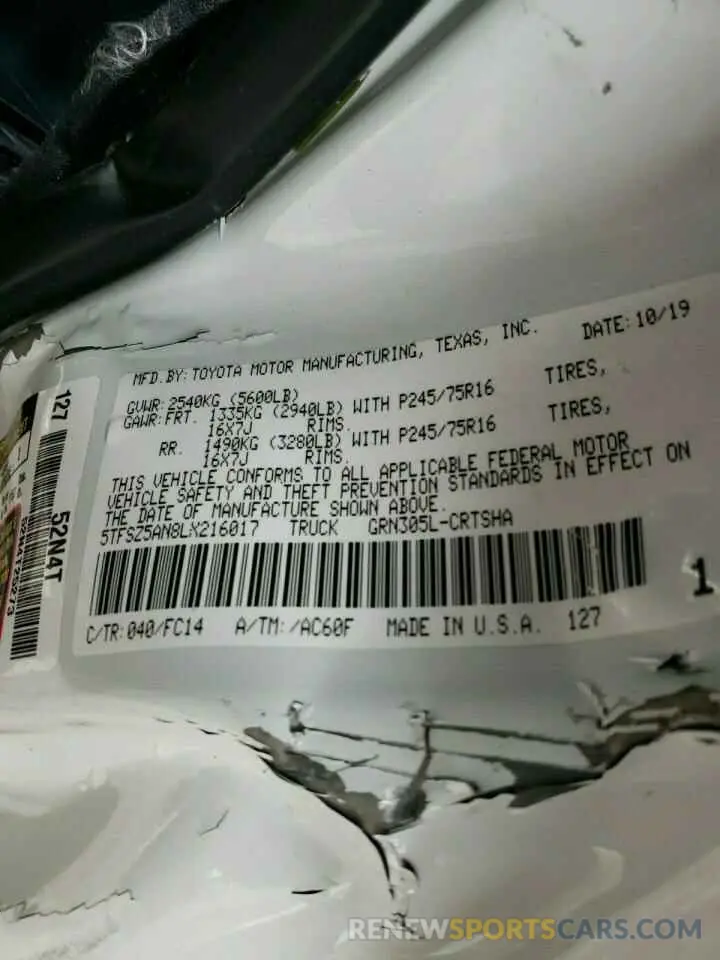 MFD.BY: TOYOTA MOTOR MANUFACTURING, TEXAS, INC. DATE: 10/19
GVWR: 2540KG (5600LB)
GAWR: FRT. 1335KG (2940LB) WITH P245/75R16 TIRES,
16X7J RIMS.
RR. 1490KG (3280LB) WITH P245/75R16 TIRES,
16X7J RIMS.
THIS VEHICLE CONFORMS TO ALL APPLICABLE FEDERAL MOTOR
VEHICLE SAFETY AND THEFT PREVENTION STANDARDS IN EFFECT ON
THE DATE OF MANUFACTURE SHOWN ABOVE.
5TFSZ5AN8LX216017 TRUCK GRN305L-CRTSHA
C/TR: 040/FC14 A/TM: /AC60F MADE IN U.S.A. 127
1
127
52N4T
RENEWSPORTSCARS.COM